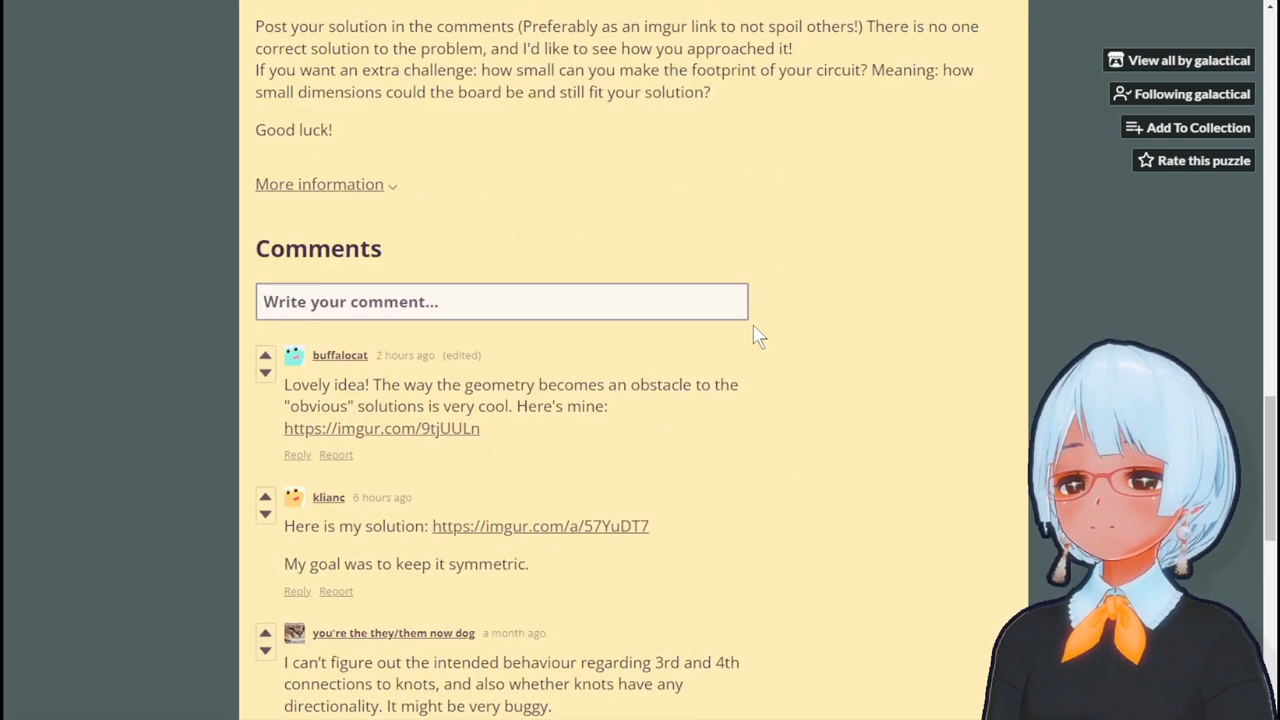 Post your solution in the comments (Preferably as an imgur link to not spoil others!) There is no one
correct solution to the problem, and I'd like to see how you approached it!
If you want an extra challenge: how small can you make the footprint of your circuit? Meaning: how
small dimensions could the board be and still fit your solution?
Good luck!
More information
View all by galactical
Following galactical
Add To Collection
Rate this puzzle
Comments
Write your comment...
buffalocat 2 hours ago (edited)
Lovely idea! The way the geometry becomes an obstacle to the
"obvious" solutions is very cool. Here's mine:
https://imgur.com/9tjUULn
Reply Report
klianc 6 hours ago
Here is my solution: https://imgur.com/a/57YuDT7
My goal was to keep it symmetric.
Reply Report
you're the they/them now dog a month ago
I can’t figure out the intended behaviour regarding 3rd and 4th
connections to knots, and also whether knots have any
directionality. It might be very buggy.